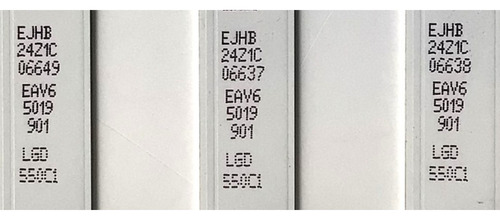 EJHB
24Z1C
06649
EAV6
5019
901
LGD
550C1
EJHB
24Z1C
06637
EAV6
5019
901
LGD
550C1
EJHB
24Z1C
06638
EAV6
5019
901
LGD
550C1